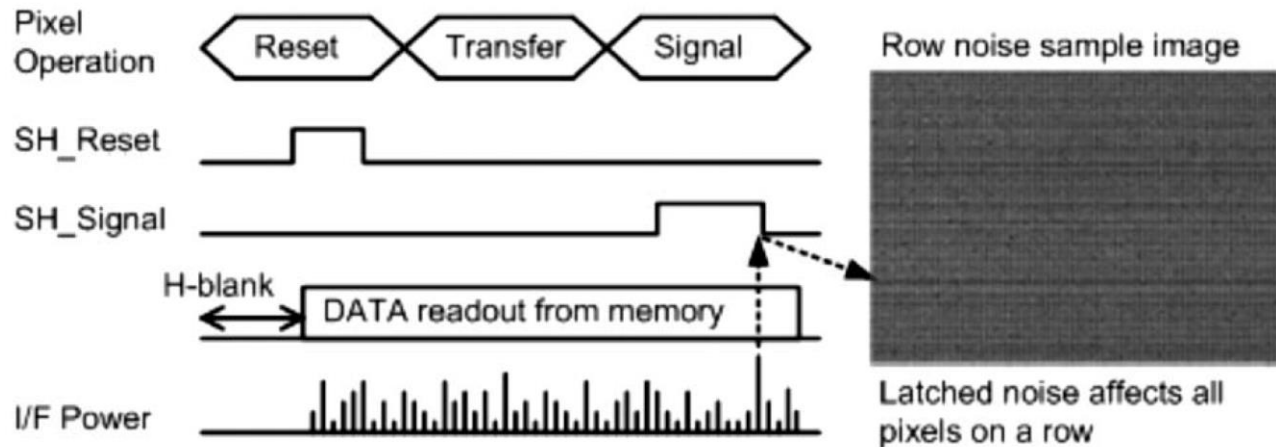 Pixel
Operation
Reset
Transfer
Signal
Row noise sample image
SH_Reset
SH_Signal
H-blank
DATA readout from memory
I/F Power
Latched noise affects all
pixels on a row